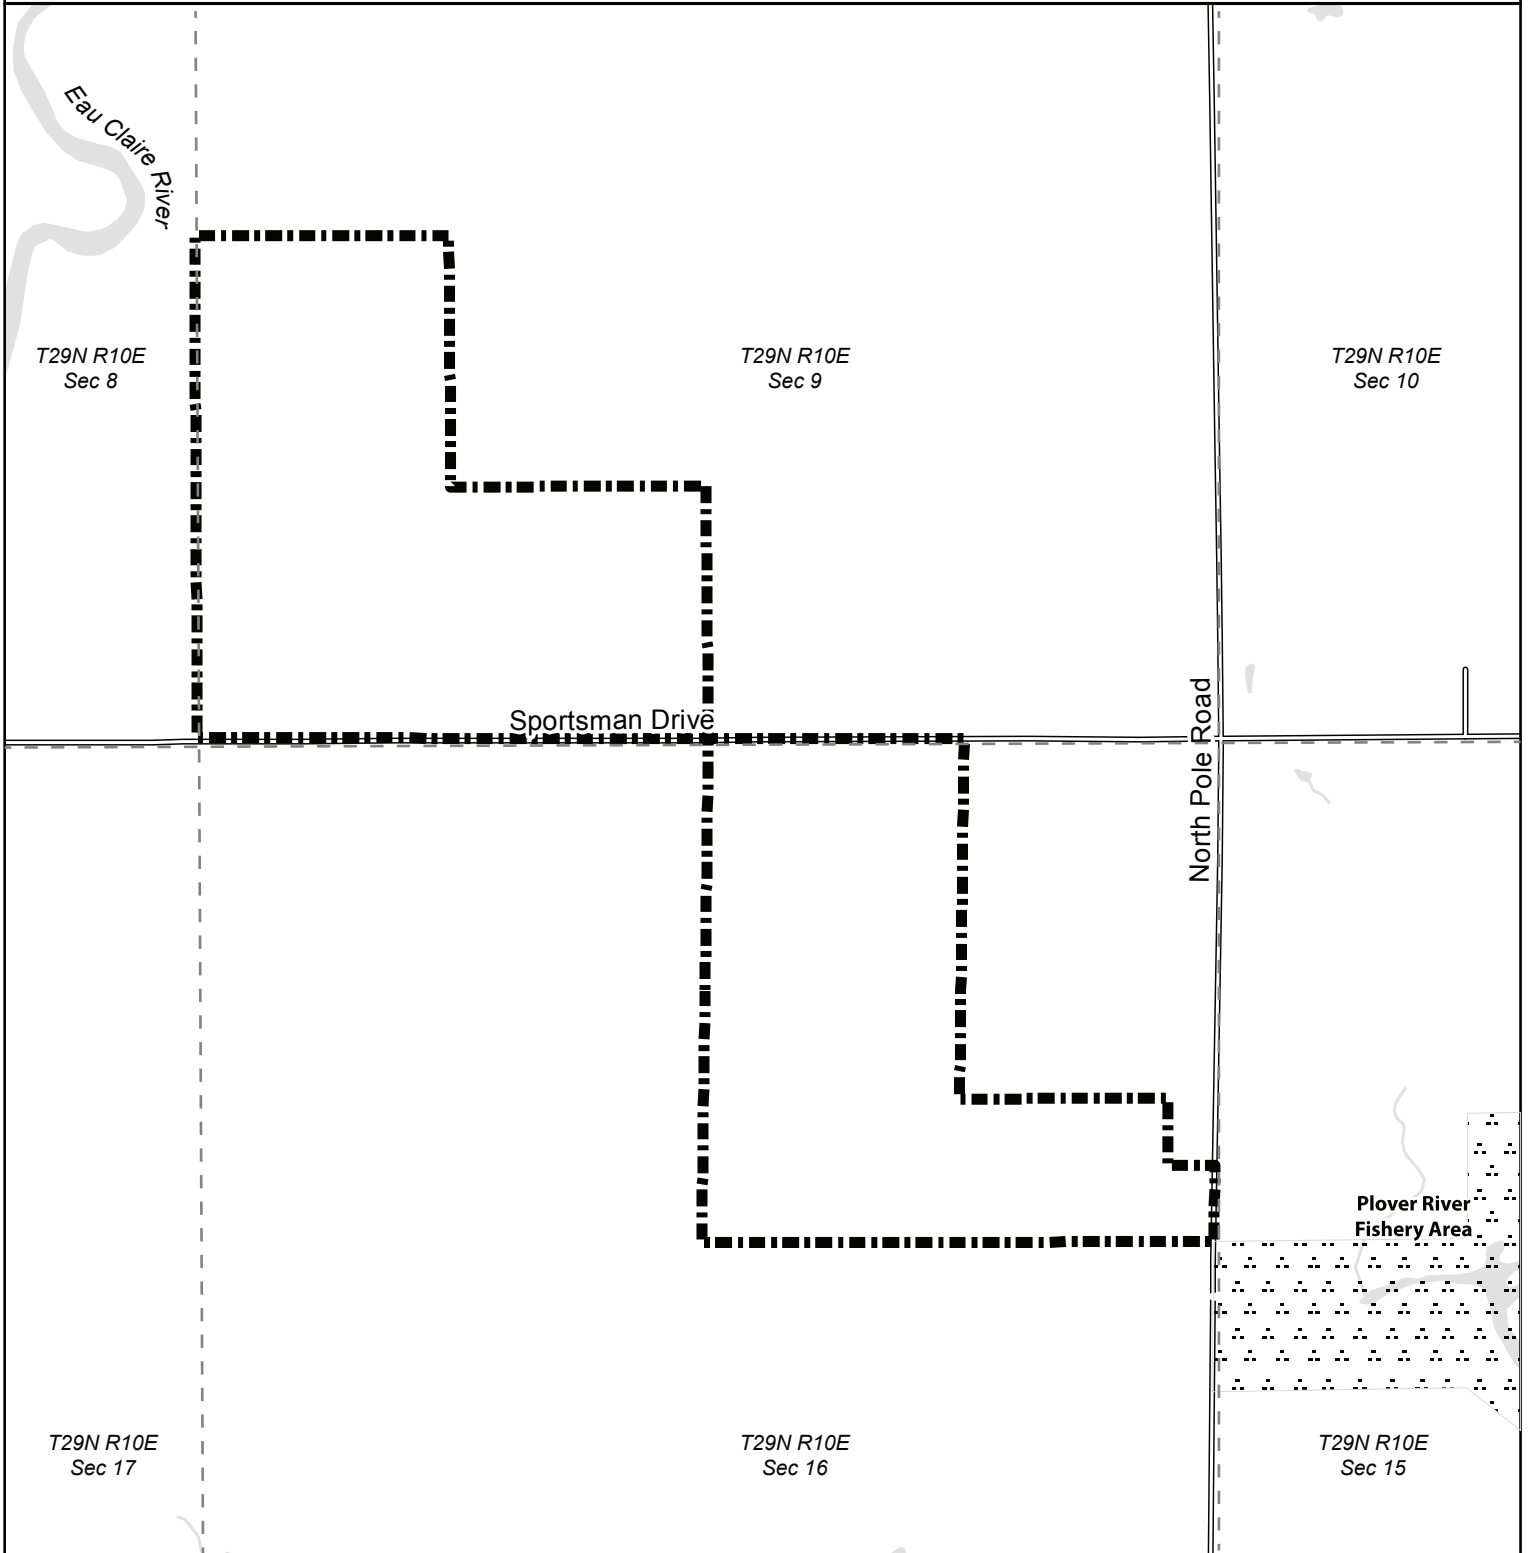 Eau Claire River
T29N R10E
Sec 8
T29N R10E
Sec 9
T29N R10E
Sec 10
Sportsman Drive
North Pole Road
Plover River
Fishery Area
T29N R10E
Sec 17
T29N R10E
Sec 16
T29N R10E
Sec 15